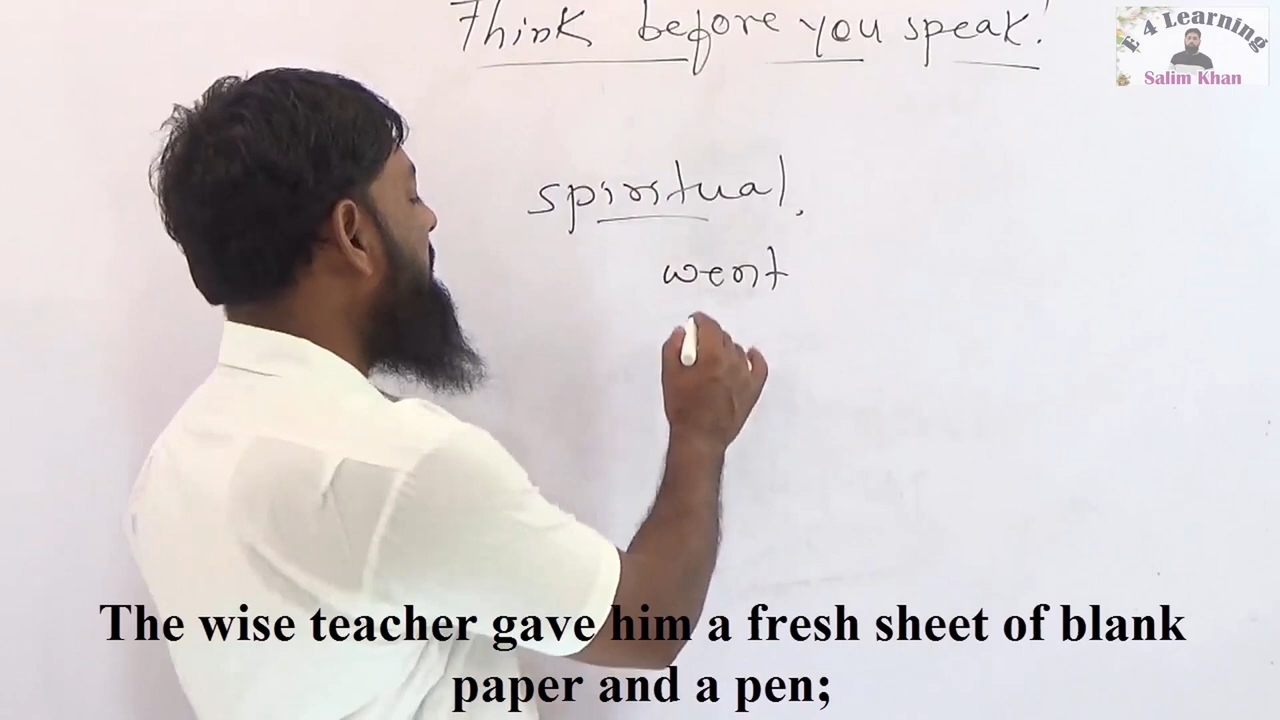 Think before you speak!
E 4 Learning
Salim Khan
spiritual,
went
The wise teacher gave him a fresh sheet of blank
paper and a pen;